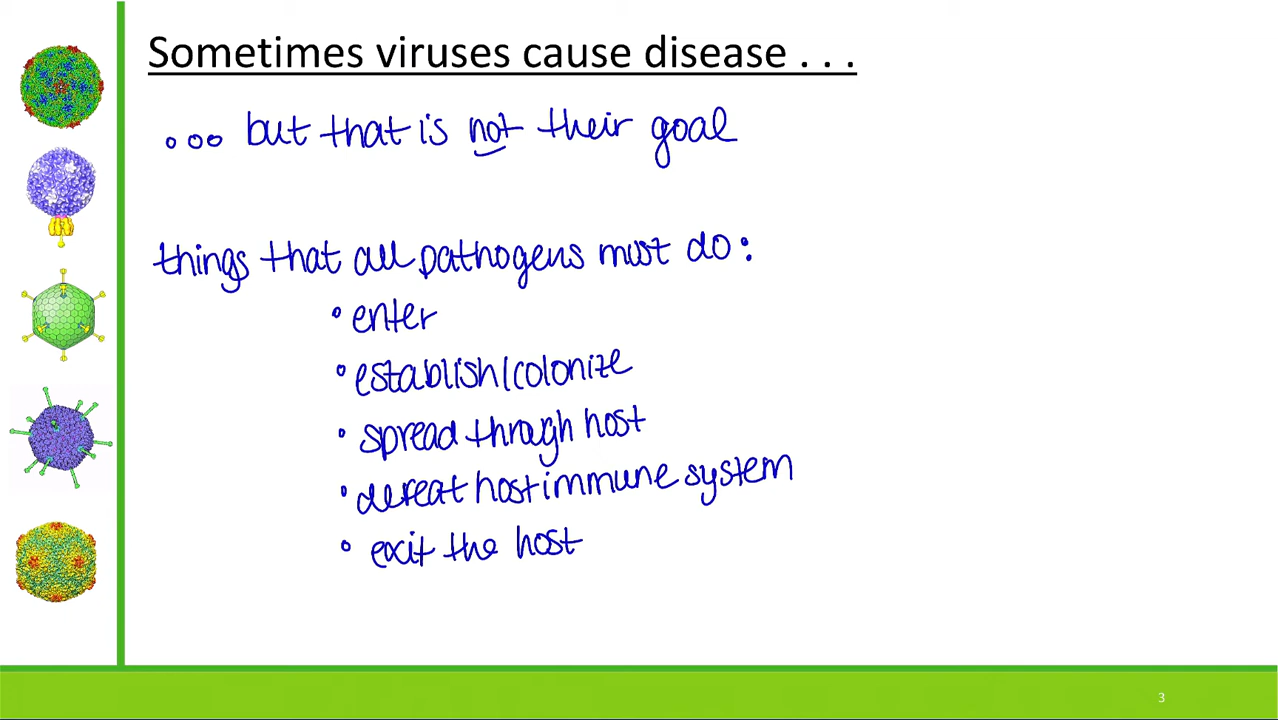 Sometimes viruses cause disease . . .
... but that is not their goal
things that all pathogens must do:
• enter
• establish/colonize
• spread through host
• defeat host immune system
• exit the host
3